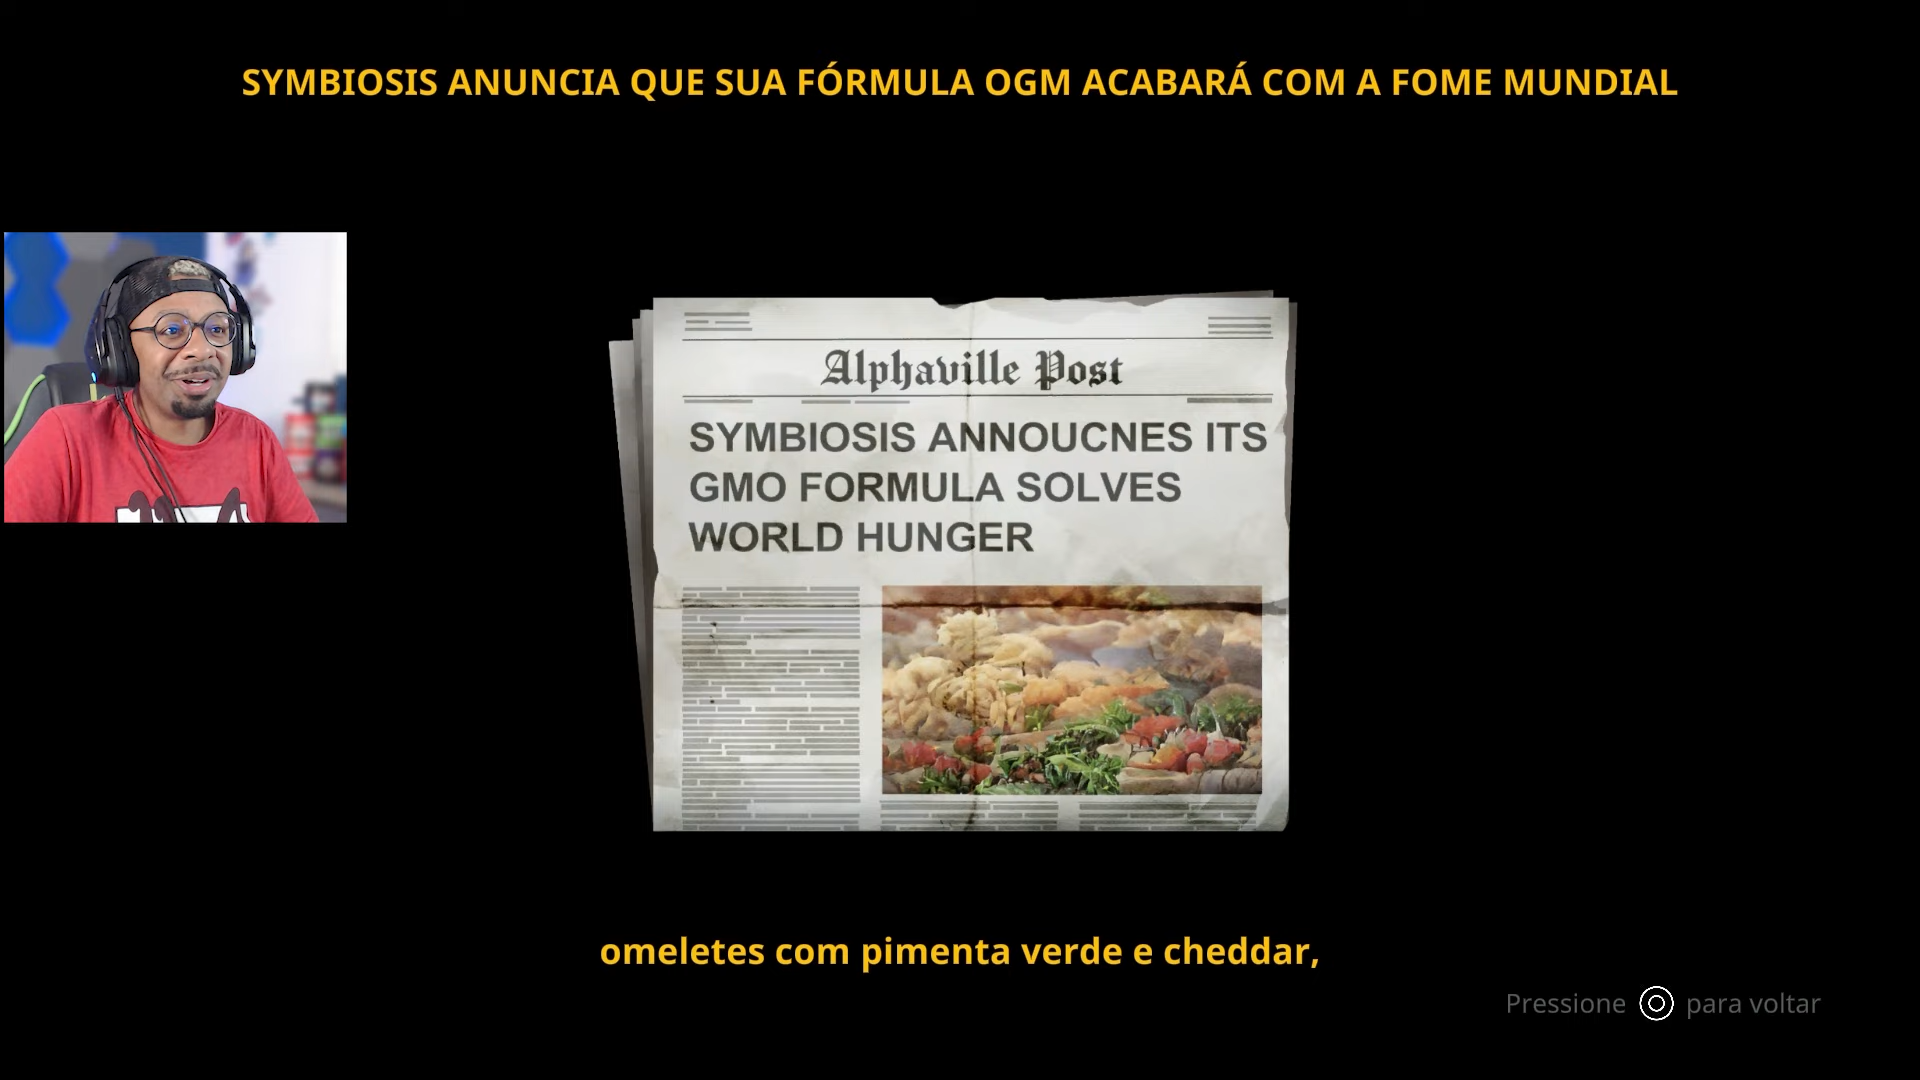 SYMBIOSIS ANUNCIA QUE SUA FÓRMULA OGM ACABARÁ COM A FOME MUNDIAL
Alphaville Post
SYMBIOSIS ANNOUCNES ITS
GMO FORMULA SOLVES
WORLD HUNGER
omeletes com pimenta verde e cheddar,
Pressione para voltar